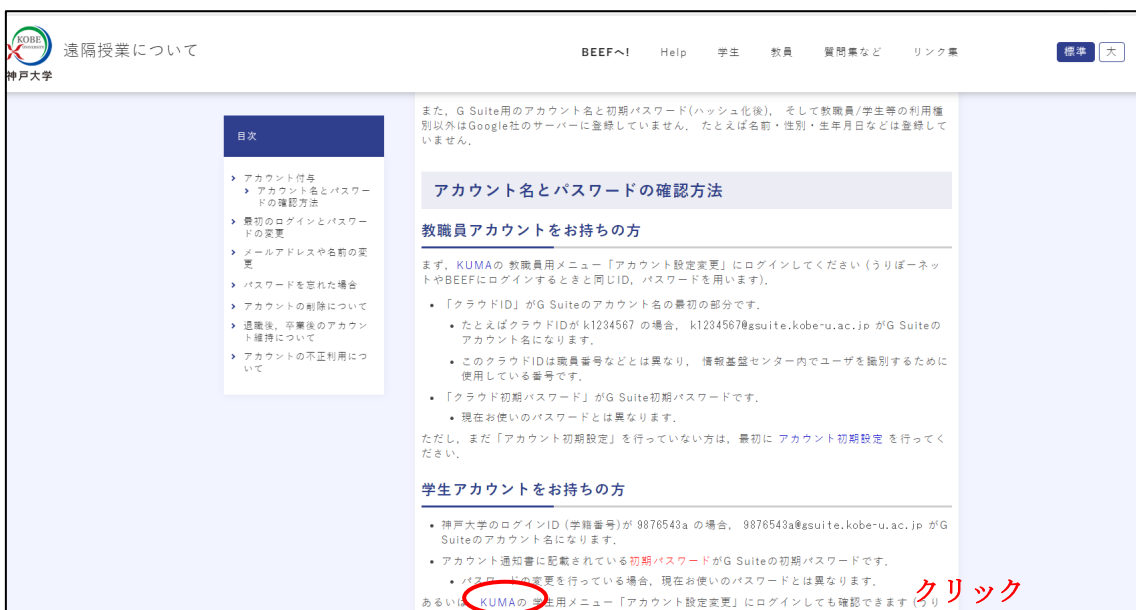 KOBE
UNIVERSITY
神戸大学
遠隔授業について
BEEFへ! Help 学生 教員 質問集など リンク集
標準 大
目次
アカウント付与
アカウント名とパスワー
ドの確認方法
最初のログインとパスワー
ドの変更
メールアドレスや名前の変
更
パスワードを忘れた場合
アカウントの削除について
退職後，卒業後のアカウン
ト維持について
アカウントの不正利用につ
いて
また，G Suite用のアカウント名と初期パスワード(ハッシュ化後)， そして教職員/学生等の利用種
別以外はGoogle社のサーバーに登録していません． たとえば名前・性別・生年月日などは登録して
いません．
アカウント名とパスワードの確認方法
教職員アカウントをお持ちの方
まず，KUMAの 教職員用メニュー「アカウント設定変更」にログインしてください (うりぼーネッ
トやBEEFにログインするときと同じID，パスワードを用います)．
「クラウドID」がG Suiteのアカウント名の最初の部分です．
たとえばクラウドIDが k1234567 の場合， k1234567@gsuite.kobe-u.ac.jp がG Suiteの
アカウント名になります．
このクラウドIDは職員番号などとは異なり， 情報基盤センター内でユーザを識別するために
使用している番号です．
「クラウド初期パスワード」がG Suite初期パスワードです．
現在お使いのパスワードとは異なります．
ただし，まだ「アカウント初期設定」を行っていない方は，最初に アカウント初期設定 を行ってく
ださい．
学生アカウントをお持ちの方
神戸大学のログインID (学籍番号)が 9876543a の場合， 9876543a@gsuite.kobe-u.ac.jp がG
Suiteのアカウント名になります．
アカウント通知書に記載されている初期パスワードがG Suiteの初期パスワードです．
パスワードの変更を行っている場合，現在お使いのパスワードとは異なります．
クリック
あるいは，KUMAの 学生用メニュー「アカウント設定変更」にログインしても確認できます (うり